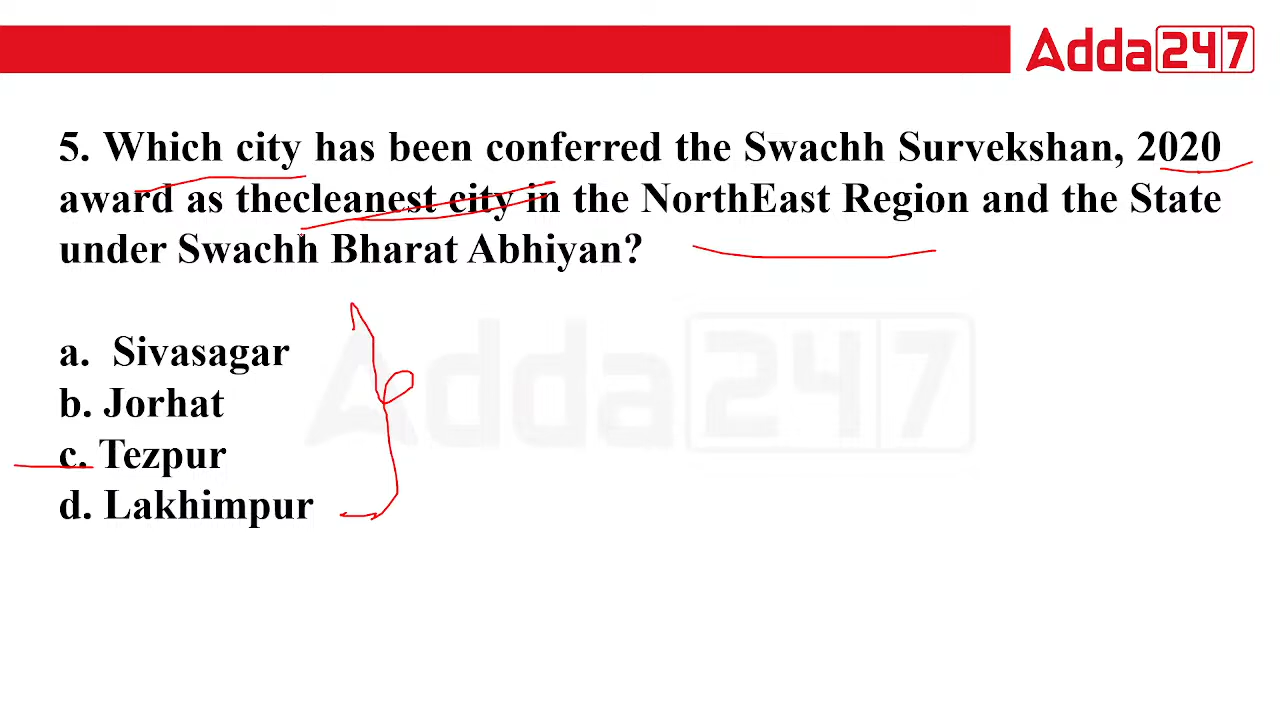 Adda247
5. Which city has been conferred the Swachh Survekshan, 2020
award as thecleanest city in the NorthEast Region and the State
under Swachh Bharat Abhiyan?
a. Sivasagar
b. Jorhat
c. Tezpur
d. Lakhimpur
Adda247